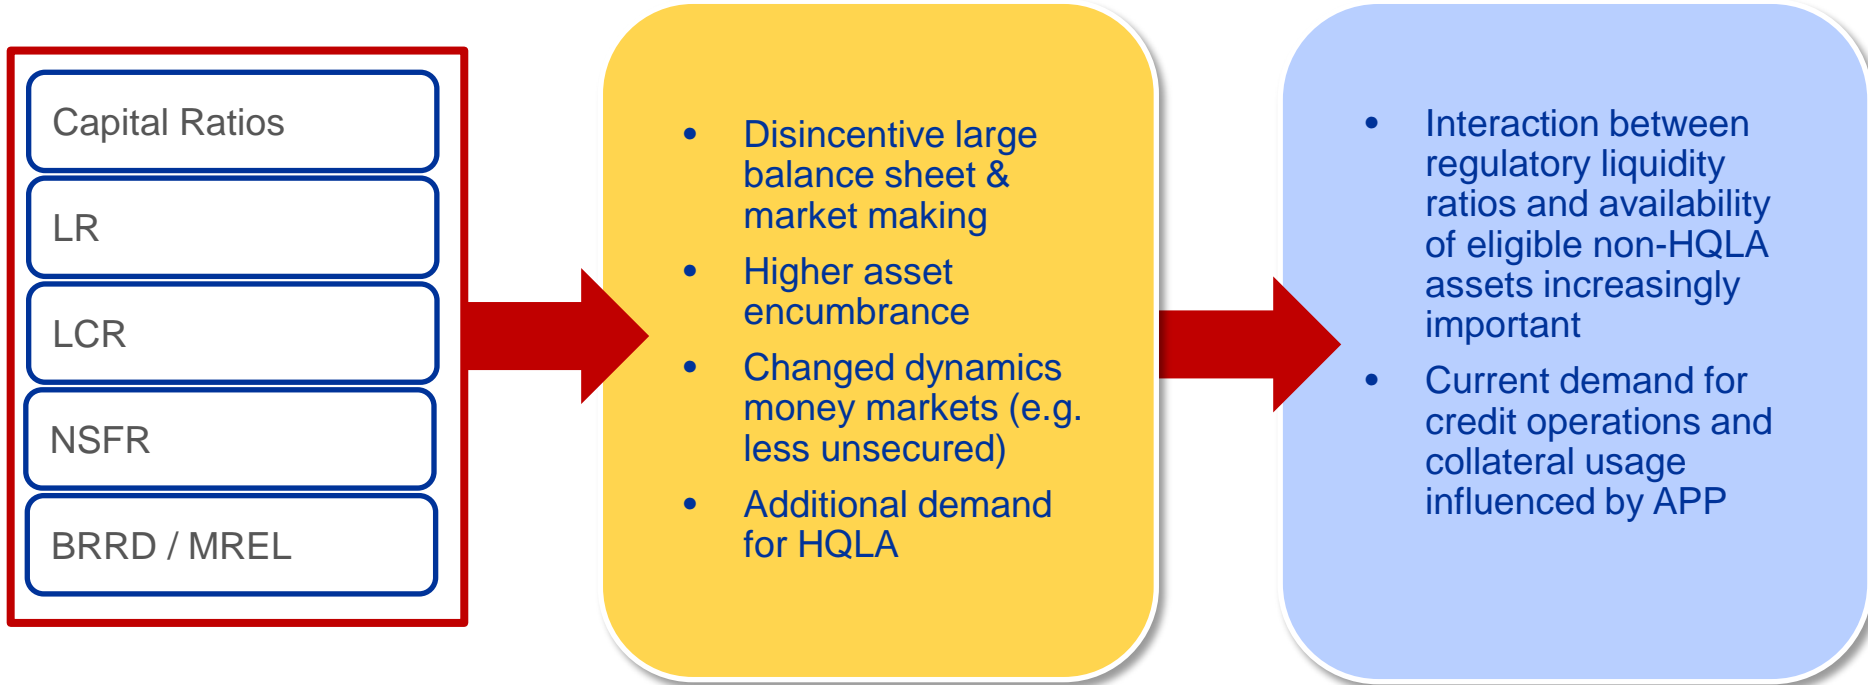 Capital Ratios
LR
LCR
NSFR
BRRD / MREL
• Disincentive large
balance sheet &
market making
• Higher asset
encumbrance
• Changed dynamics
money markets (e.g.
less unsecured)
• Additional demand
for HQLA
• Interaction between
regulatory liquidity
ratios and availability
of eligible non-HQLA
assets increasingly
important
• Current demand for
credit operations and
collateral usage
influenced by APP